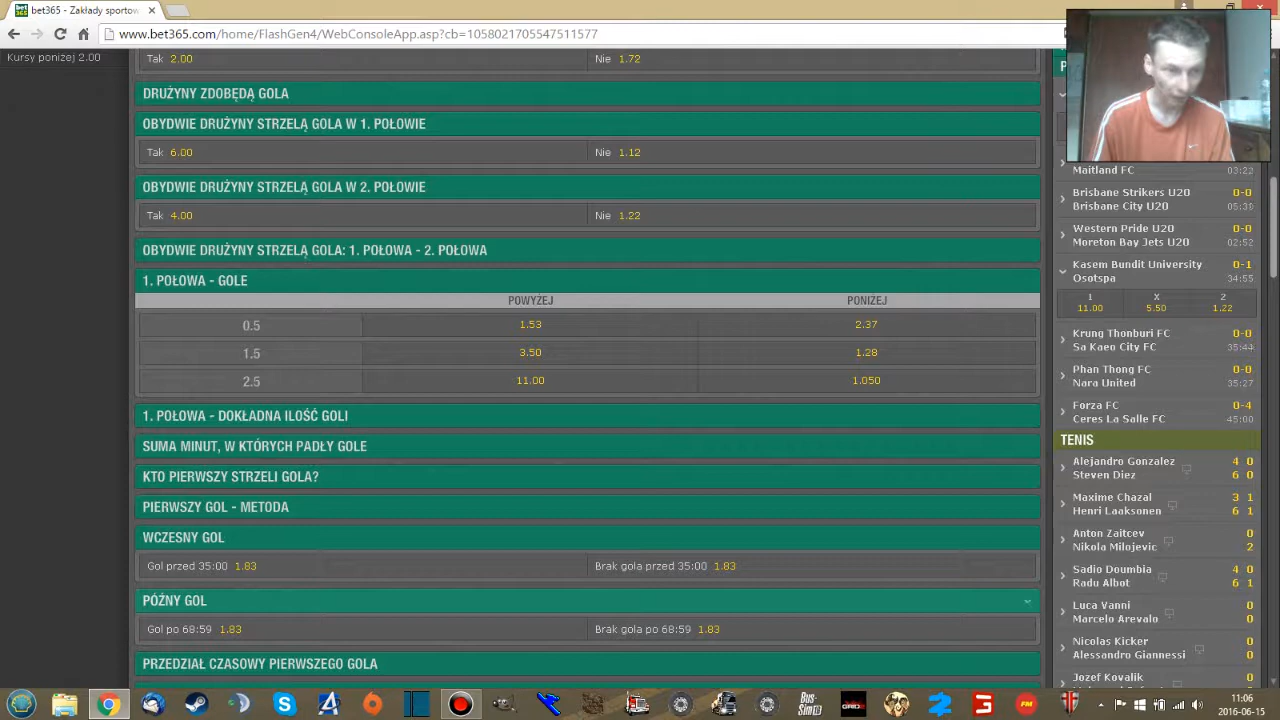 bet365 - Zakłady sportow
www.bet365.com/home/FlashGen4/WebConsoleApp.asp?cb=1058021705547511577
Kursy poniżej 2.00
Tak 2.00 Nie 1.72
DRUŻYNY ZDOBĘDĄ GOLA
OBYDWIE DRUŻYNY STRZELĄ GOLA W 1. POŁOWIE
Tak 6.00 Nie 1.12
OBYDWIE DRUŻYNY STRZELĄ GOLA W 2. POŁOWIE
Tak 4.00 Nie 1.22
OBYDWIE DRUŻYNY STRZELĄ GOLA: 1. POŁOWA - 2. POŁOWA
1. POŁOWA - GOLE
POWYŻEJ PONIŻEJ
0.5 1.53 2.37
1.5 3.50 1.28
2.5 11.00 1.050
1. POŁOWA - DOKŁADNA ILOŚĆ GOLI
SUMA MINUT, W KTÓRYCH PADŁY GOLE
KTO PIERWSZY STRZELI GOLA?
PIERWSZY GOL - METODA
WCZESNY GOL
Gol przed 35:00 1.83 Brak gola przed 35:00 1.83
PÓŹNY GOL
Gol po 68:59 1.83 Brak gola po 68:59 1.83
PRZEDZIAŁ CZASOWY PIERWSZEGO GOLA
Maitland FC 03:22
Brisbane Strikers U20 0-0
Brisbane City U20 05:38
Western Pride U20 0-0
Moreton Bay Jets U20 02:52
Kasem Bundit University 0-1
Osotspa 34:55
1 X 2
11.00 5.50 1.22
Krung Thonburi FC 0-0
Sa Kaeo City FC 35:44
Phan Thong FC 0-0
Nara United 35:27
Forza FC 0-4
Ceres La Salle FC 45:00
TENIS
Alejandro Gonzalez 4 0
Steven Diez 6 0
Maxime Chazal 3 1
Henri Laaksonen 6 1
Anton Zaitcev 0
Nikola Milojevic 2
Sadio Doumbia 4 0
Radu Albot 6 1
Luca Vanni 0
Marcelo Arevalo 0
Nicolas Kicker 0
Alessandro Giannessi 0
Jozef Kovalik 0
11:06
2016-06-15